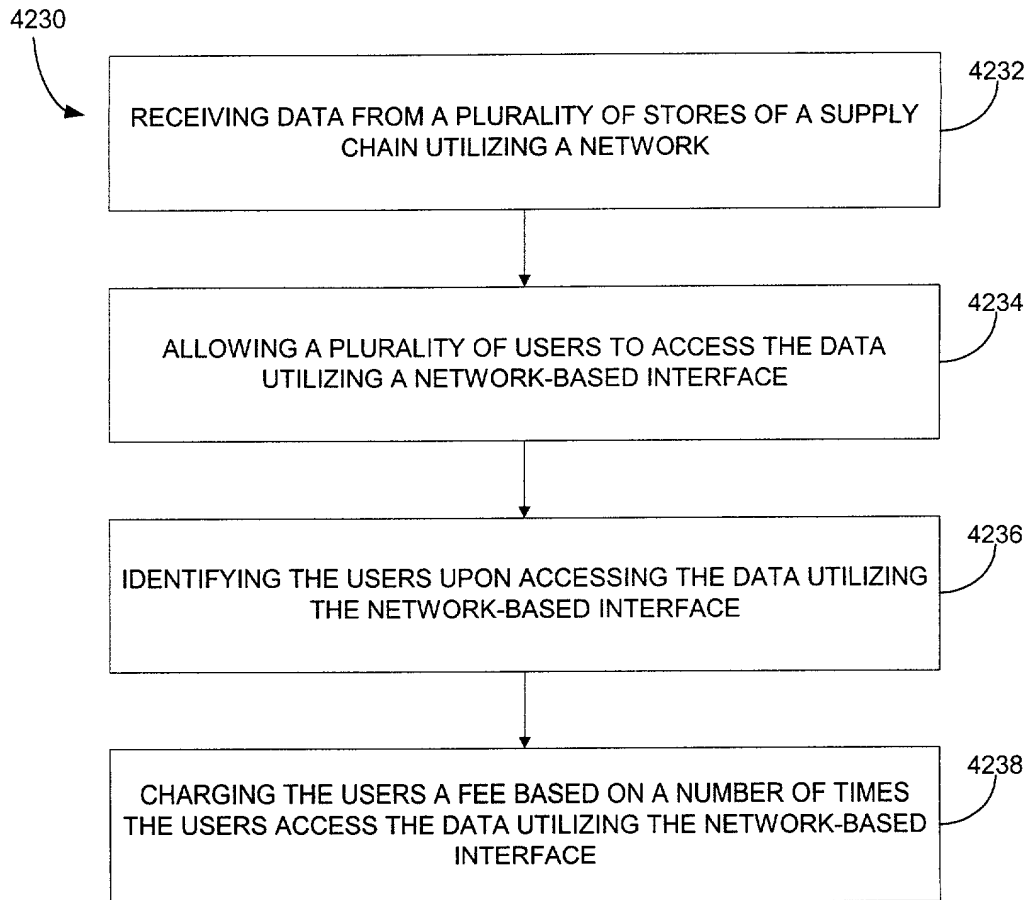 4230
4232
RECEIVING DATA FROM A PLURALITY OF STORES OF A SUPPLY
CHAIN UTILIZING A NETWORK
4234
ALLOWING A PLURALITY OF USERS TO ACCESS THE DATA
UTILIZING A NETWORK-BASED INTERFACE
4236
IDENTIFYING THE USERS UPON ACCESSING THE DATA UTILIZING
THE NETWORK-BASED INTERFACE
4238
CHARGING THE USERS A FEE BASED ON A NUMBER OF TIMES
THE USERS ACCESS THE DATA UTILIZING THE NETWORK-BASED
INTERFACE